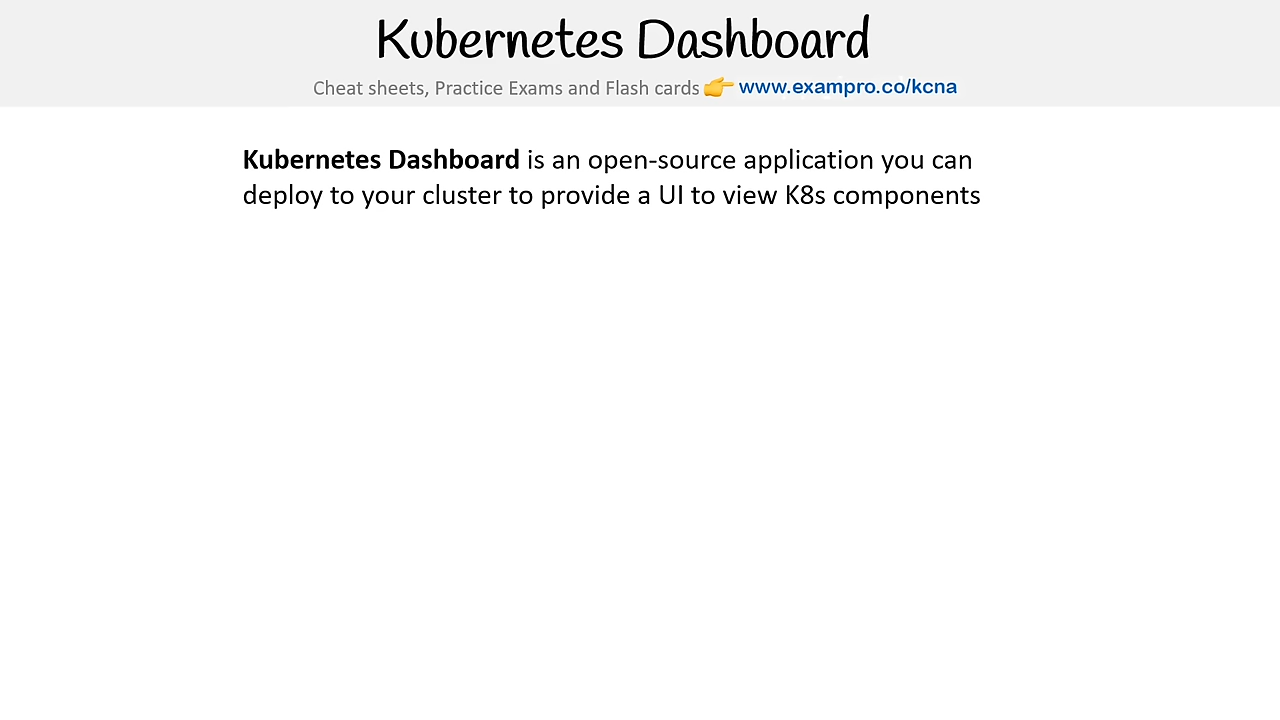 Kubernetes Dashboard
Cheat sheets, Practice Exams and Flash cards 👉 www.exampro.co/kcna
Kubernetes Dashboard is an open-source application you can
deploy to your cluster to provide a UI to view K8s components